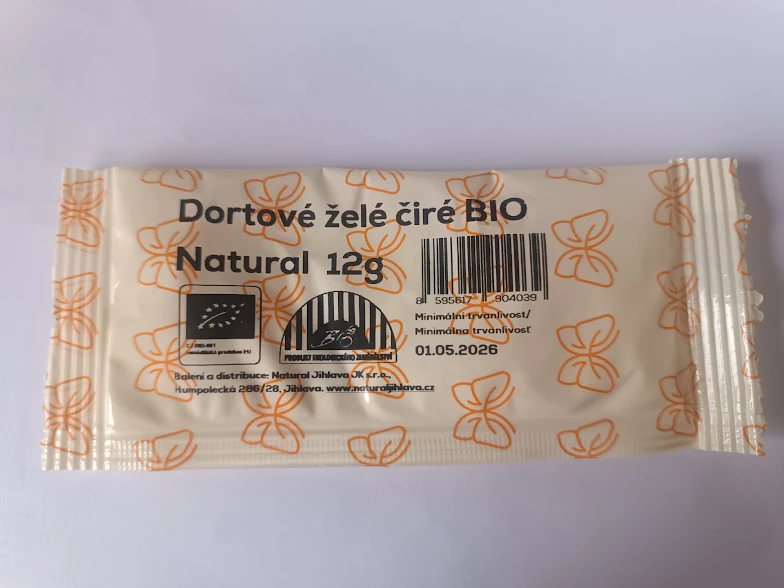 Dortové želé čiré BIO
Natural 12g
8 595617 904039
Minimální trvanlivost/
Minimálna trvanlivosť
01.05.2026
BIO
PRODUKT EKOLOGICKÉHO ZEMĚDĚLSTVÍ
Balení a distribuce: Natural Jihlava JK s.r.o.,
Humpolecká 286/28, Jihlava. www.naturaljihlava.cz